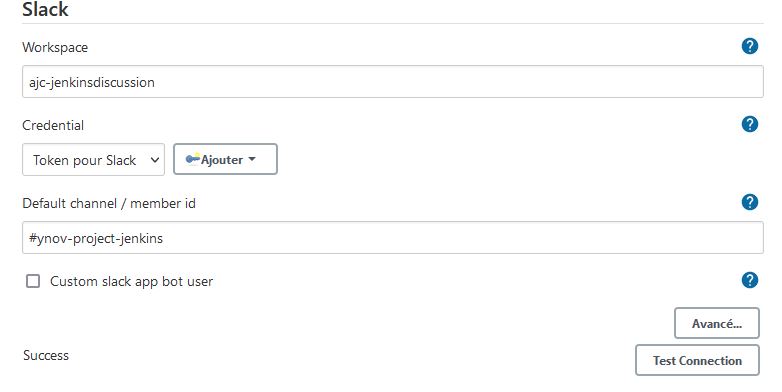 Slack
Workspace
ajc-jenkinsdiscussion
Credential
Token pour Slack
Ajouter
Default channel / member id
#ynov-project-jenkins
Custom slack app bot user
Avancé...
Success
Test Connection